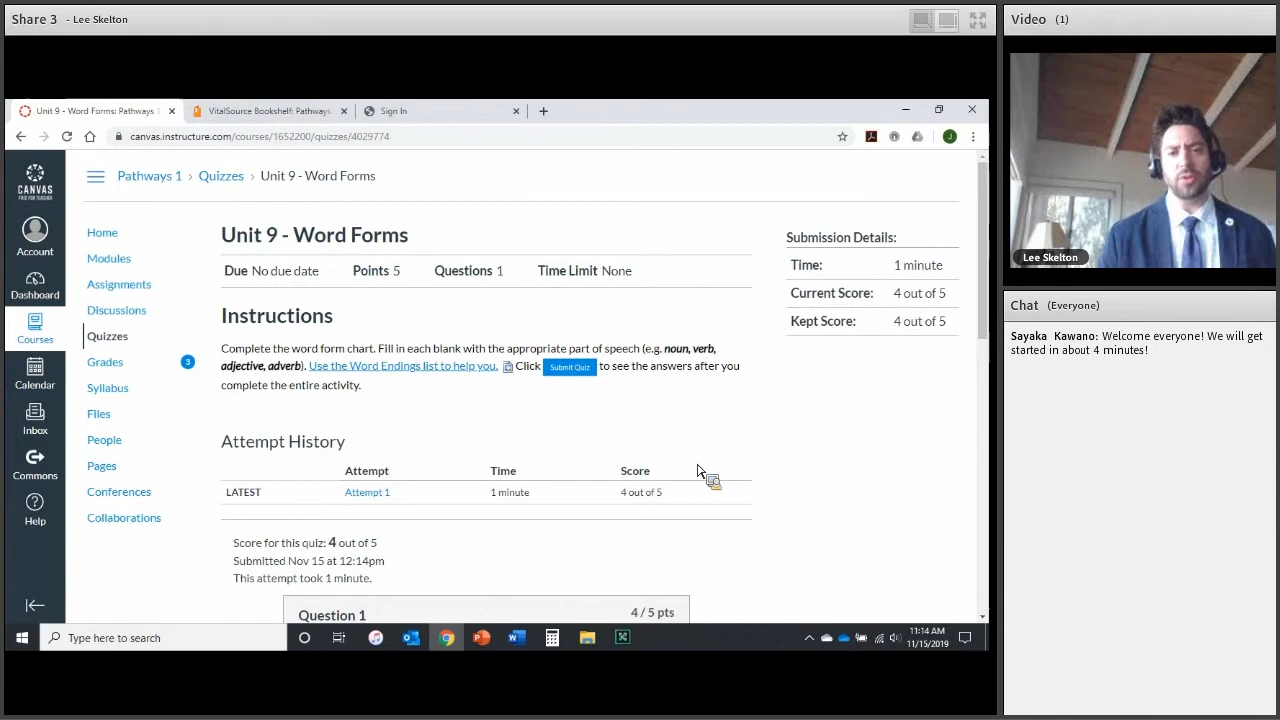 Share 3 - Lee Skelton
Video (1)
Unit 9 - Word Forms: Pathways 1
VitalSource Bookshelf: Pathways
Sign In
canvas.instructure.com/courses/1652200/quizzes/4029774
J
CANVAS
FREE FOR TEACHER
Account
Dashboard
Courses
Calendar
Inbox
Commons
Help
Pathways 1 › Quizzes › Unit 9 - Word Forms
Home
Modules
Assignments
Discussions
Quizzes
Grades 3
Syllabus
Files
People
Pages
Conferences
Collaborations
Unit 9 - Word Forms
Due No due date Points 5 Questions 1 Time Limit None
Instructions
Complete the word form chart. Fill in each blank with the appropriate part of speech (e.g. noun, verb,
adjective, adverb). Use the Word Endings list to help you. Click Submit Quiz to see the answers after you
complete the entire activity.
Attempt History
Attempt Time Score
LATEST Attempt 1 1 minute 4 out of 5
Score for this quiz: 4 out of 5
Submitted Nov 15 at 12:14pm
This attempt took 1 minute.
Question 1 4 / 5 pts
Submission Details:
Time: 1 minute
Current Score: 4 out of 5
Kept Score: 4 out of 5
Type here to search
11:14 AM
11/15/2019
Lee Skelton
Chat (Everyone)
Sayaka Kawano: Welcome everyone! We will get
started in about 4 minutes!